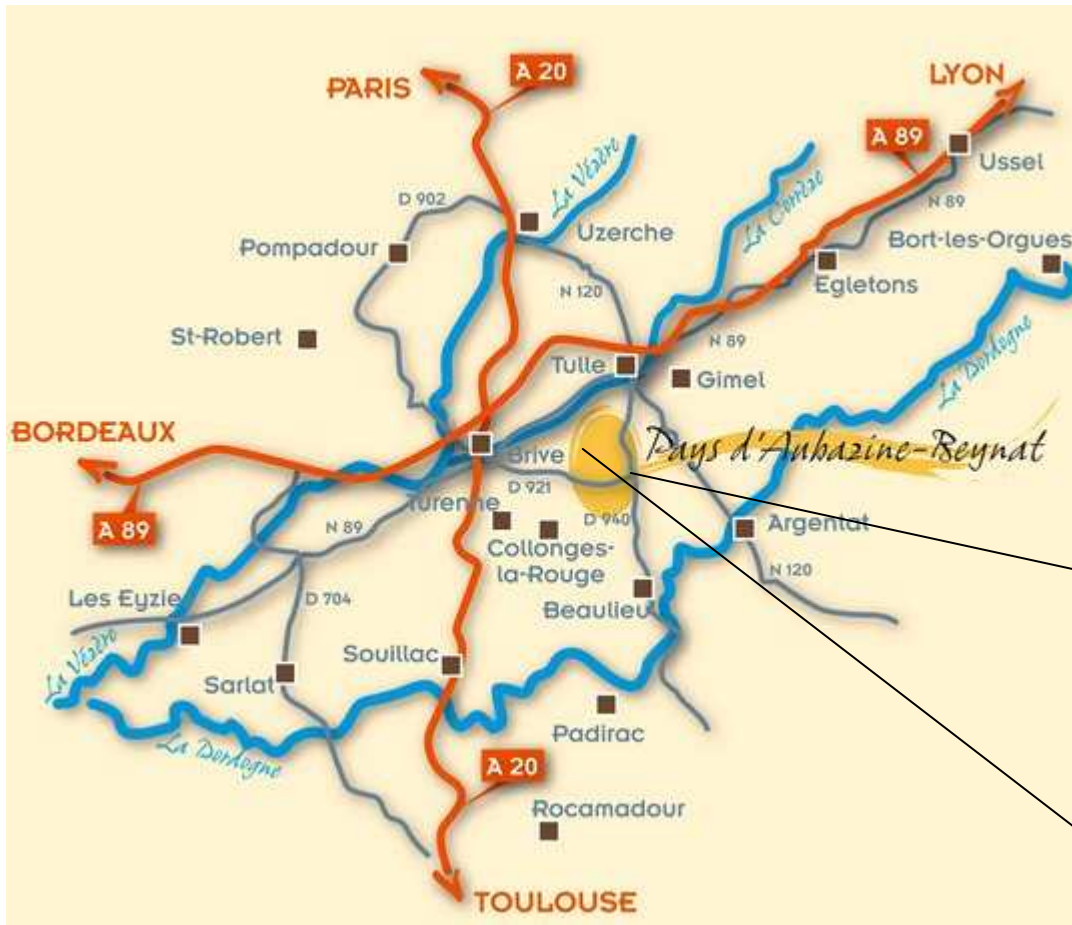 PARIS
A 20
LYON
A 89
Ussel
La Vézère
D 902
Uzerche
La Corrèze
N 89
Pompadour
Bort-les-Orgues
N 120
Egletons
St-Robert
N 89
La Dordogne
Tulle
Gimel
BORDEAUX
Pays d'Aubazine-Beynat
Brive
Turenne
D 921
A 89
N 89
D 940
Argentat
Collonges-
la-Rouge
N 120
Les Eyzie
D 704
Beaulieu
La Vézère
Souillac
Sarlat
Padirac
La Dordogne
A 20
Rocamadour
TOULOUSE